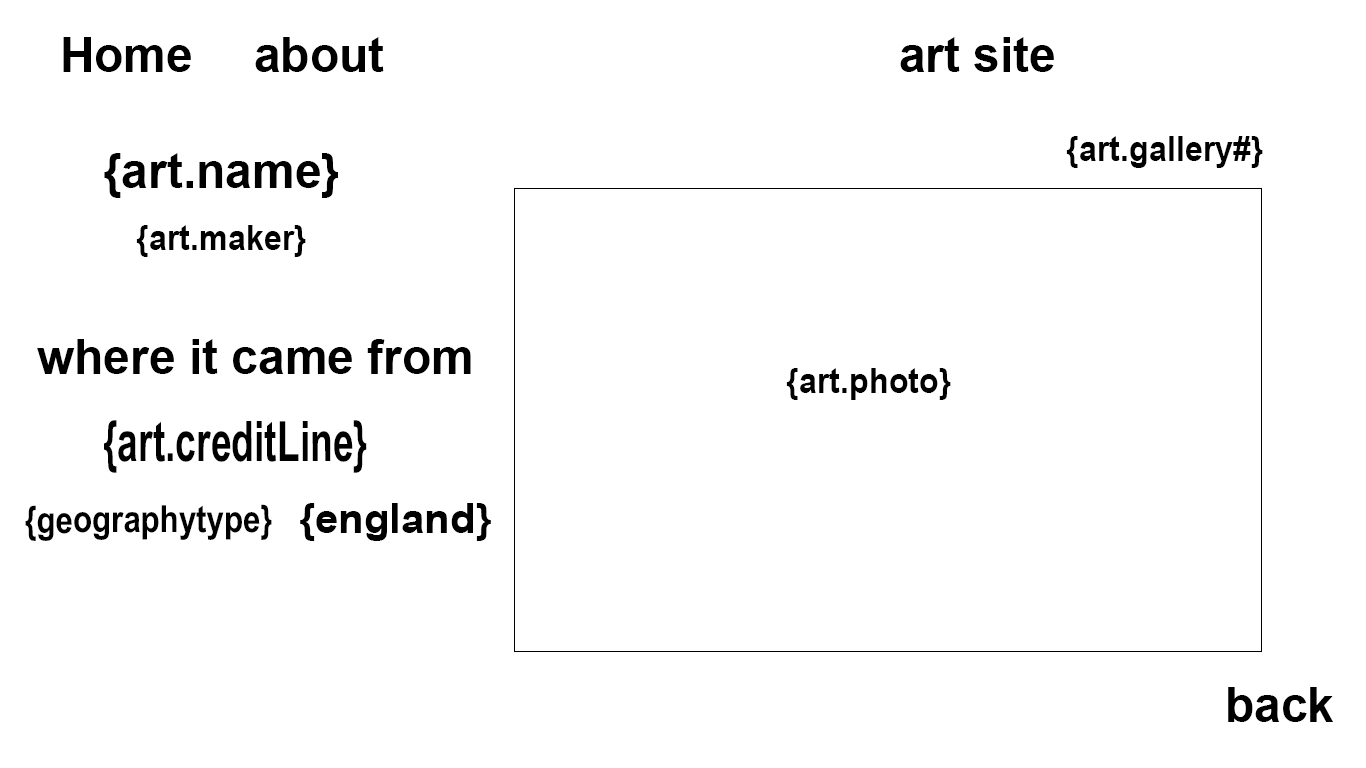 Home about art site
{art.gallery#}
{art.name}
{art.maker}
where it came from
{art.photo}
{art.creditLine}
{geographytype} {england}
back